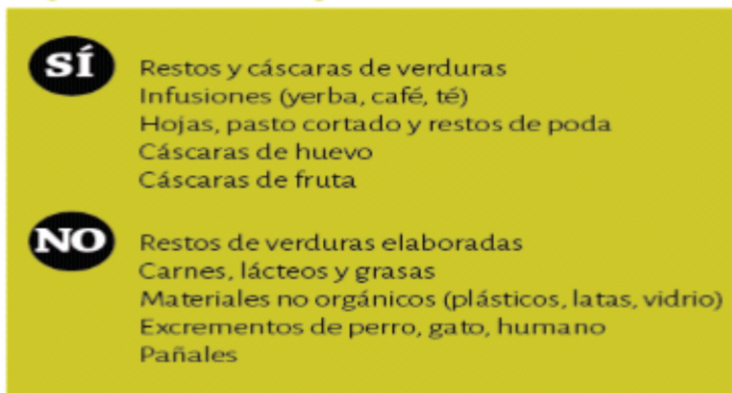 SÍ
Restos y cáscaras de verduras
Infusiones (yerba, café, té)
Hojas, pasto cortado y restos de poda
Cáscaras de huevo
Cáscaras de fruta
NO
Restos de verduras elaboradas
Carnes, lácteos y grasas
Materiales no orgánicos (plásticos, latas, vidrio)
Excrementos de perro, gato, humano
Pañales